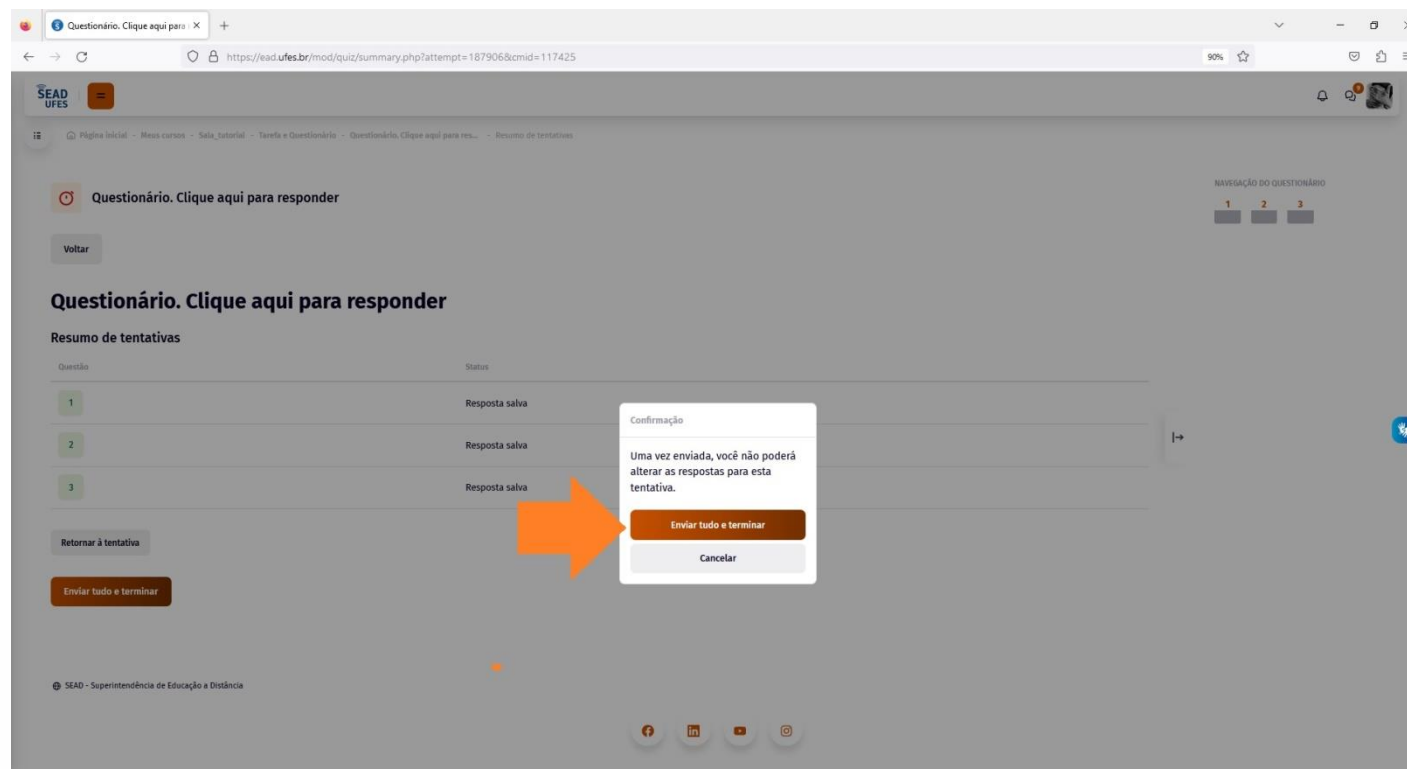 Questionário. Clique aqui para
https://ead.ufes.br/mod/quiz/summary.php?attempt=187906&cmid=117425
90%
SEAD
UFES
Página inicial - Meus cursos - Sala_tutorial - Tarefa e Questionário - Questionário. Clique aqui para res... - Resumo de tentativas
Questionário. Clique aqui para responder
NAVEGAÇÃO DO QUESTIONÁRIO
1 2 3
Voltar
Questionário. Clique aqui para responder
Resumo de tentativas
Questão Status
1 Resposta salva
2 Resposta salva
3 Resposta salva
Confirmação
Uma vez enviada, você não poderá
alterar as respostas para esta
tentativa.
Enviar tudo e terminar
Cancelar
Retornar à tentativa
Enviar tudo e terminar
SEAD - Superintendência de Educação a Distância